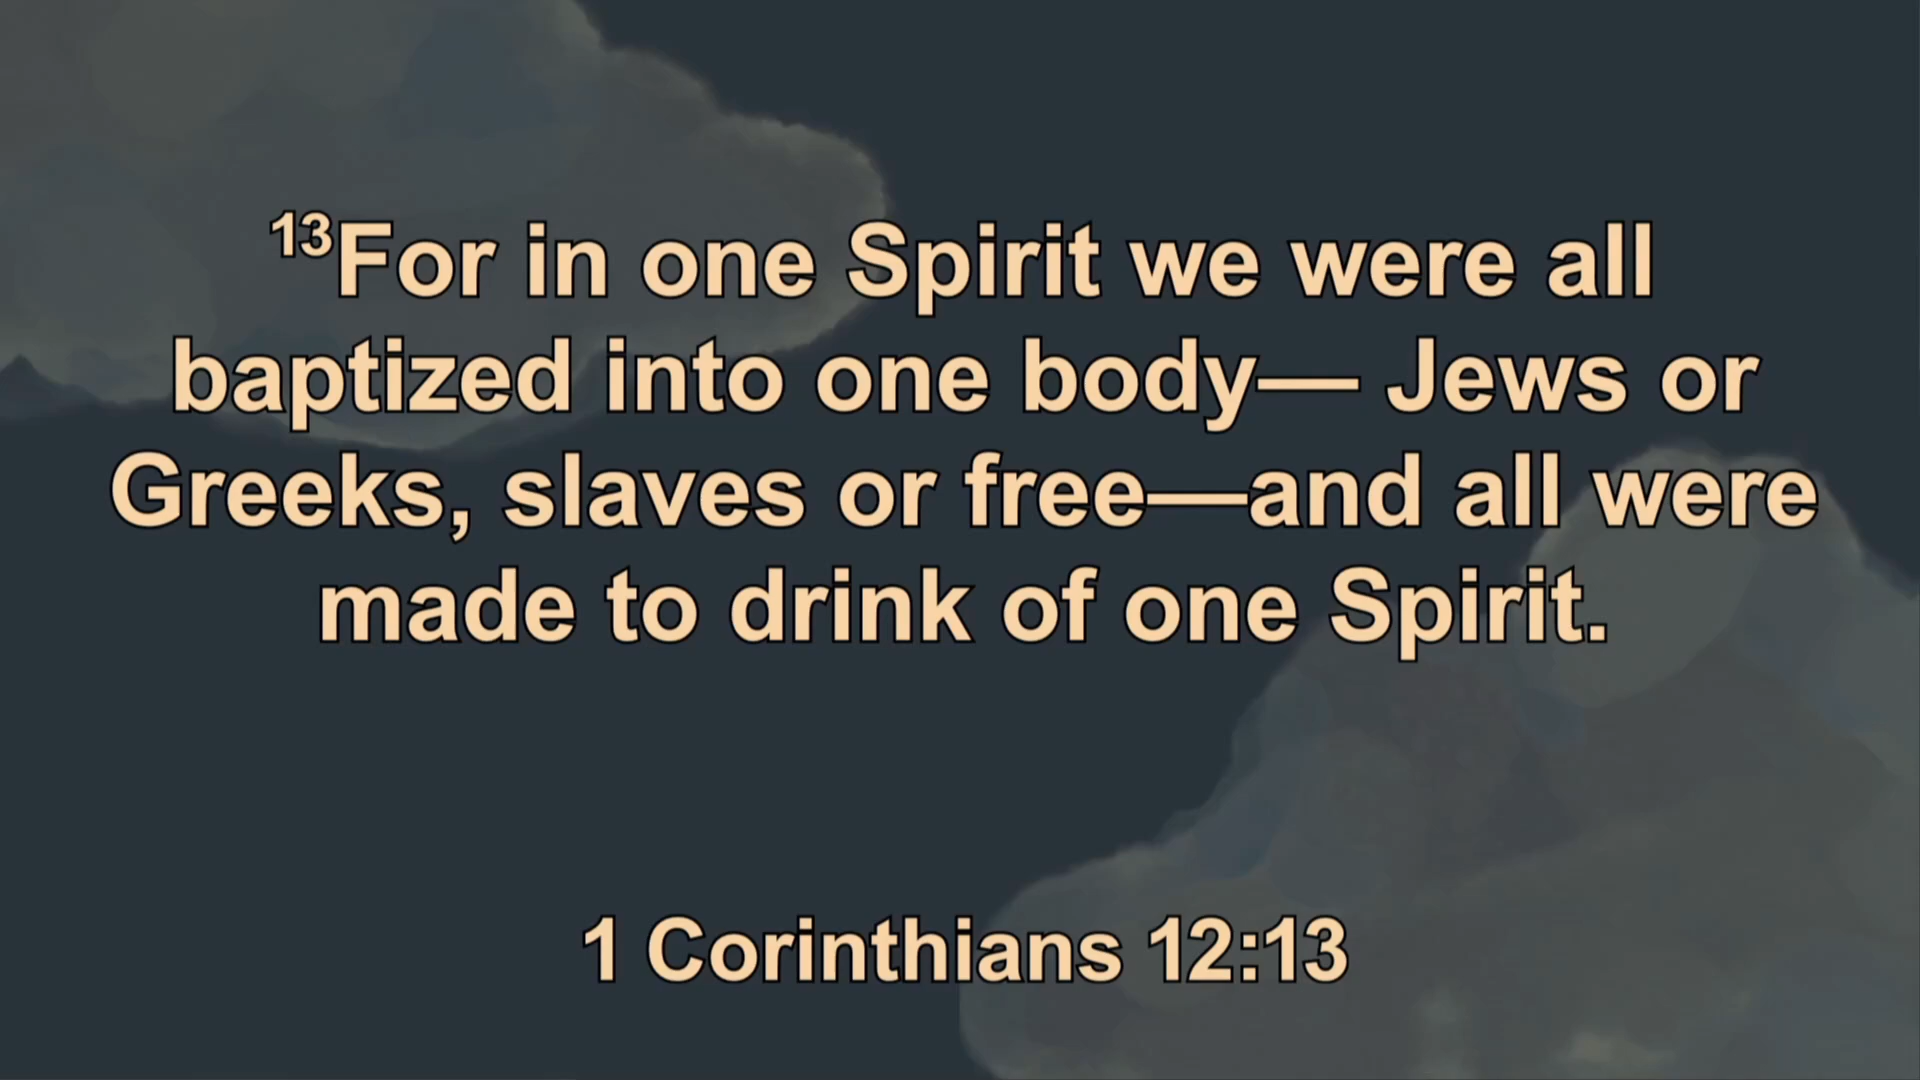 13For in one Spirit we were all
baptized into one body— Jews or
Greeks, slaves or free—and all were
made to drink of one Spirit.
1 Corinthians 12:13